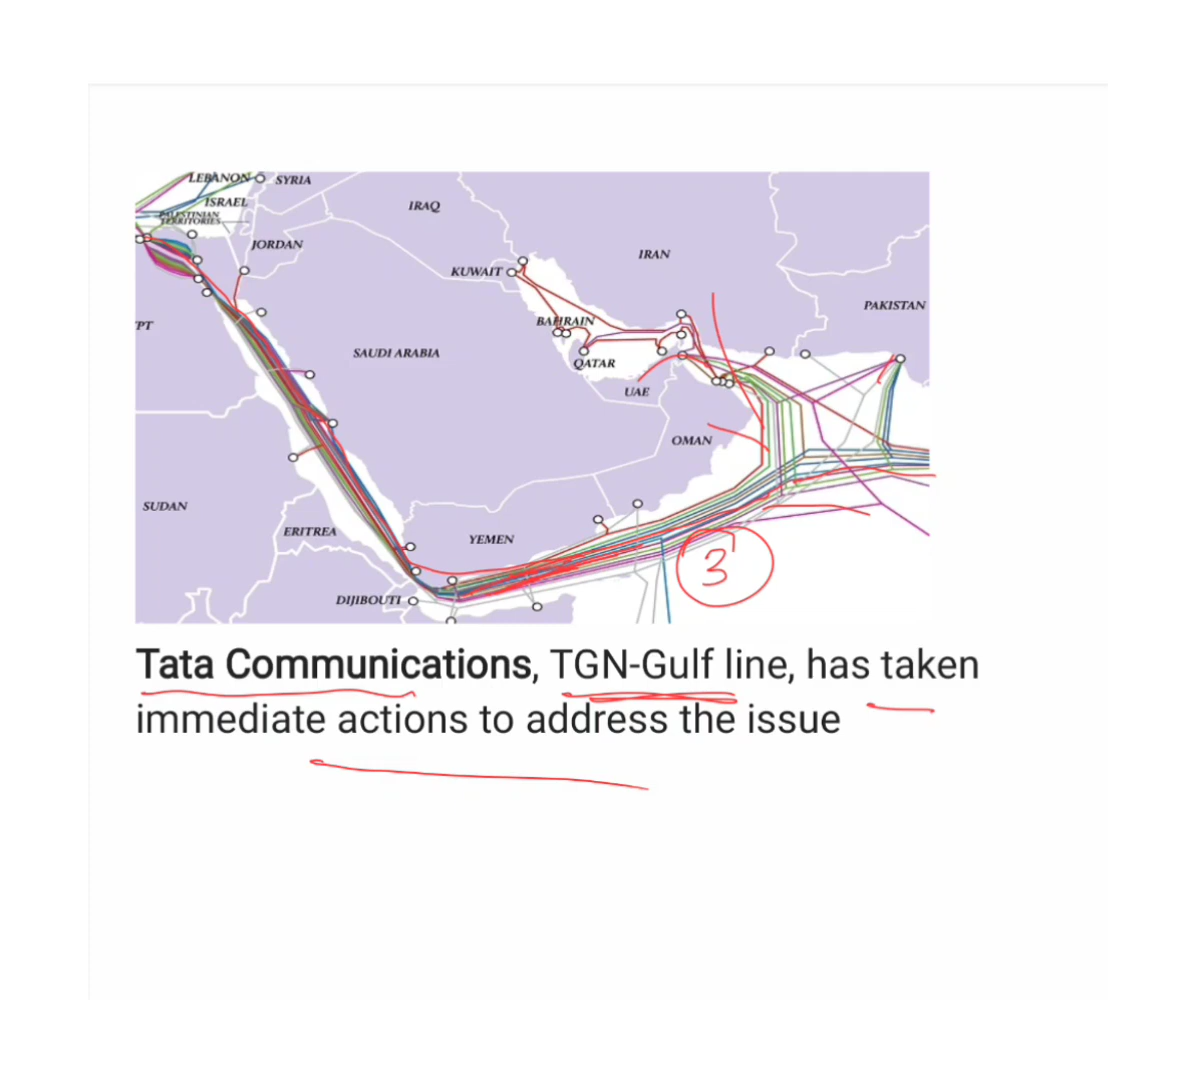 LEBANON
SYRIA
ISRAEL
PALESTINIAN
TERRITORIES
IRAQ
JORDAN
IRAN
KUWAIT
PAKISTAN
BAHRAIN
PT
SAUDI ARABIA
QATAR
UAE
OMAN
SUDAN
ERITREA
YEMEN
3
DIJIBOUTI
Tata Communications, TGN-Gulf line, has taken
immediate actions to address the issue